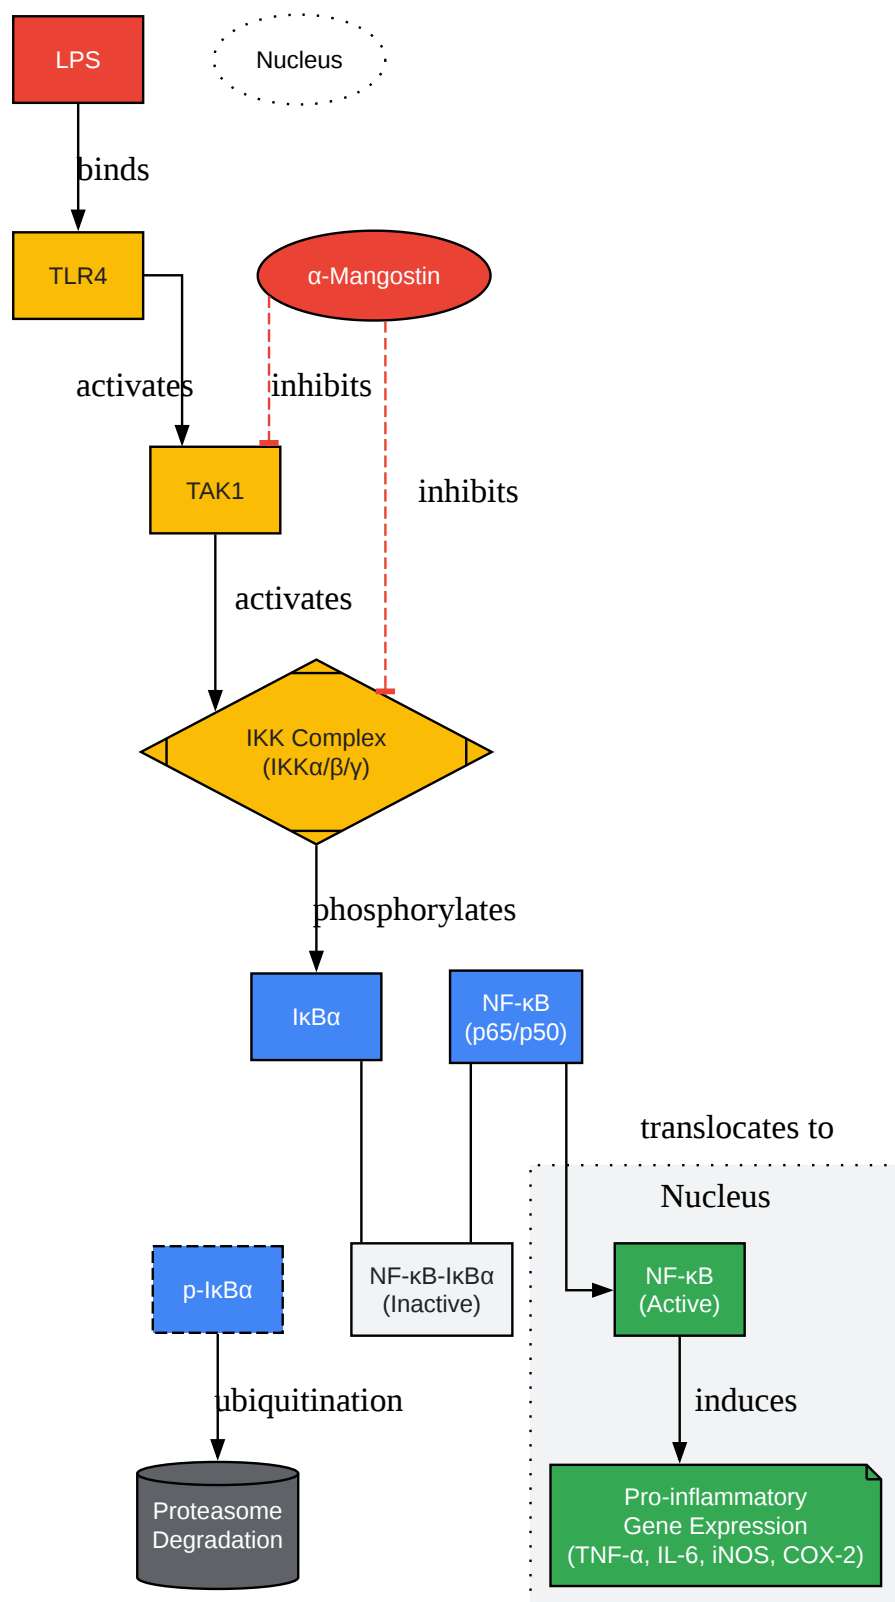 LPS
Nucleus
binds
TLR4
α-Mangostin
activates
inhibits
TAK1
inhibits
activates
IKK Complex
(IKKα/β/γ)
phosphorylates
IκBα
NF-κB
(p65/p50)
translocates to
Nucleus
p-IκBα
NF-κB-IκBα
(Inactive)
NF-κB
(Active)
ubiquitination
induces
Proteasome
Degradation
Pro-inflammatory
Gene Expression
(TNF-α, IL-6, iNOS, COX-2)